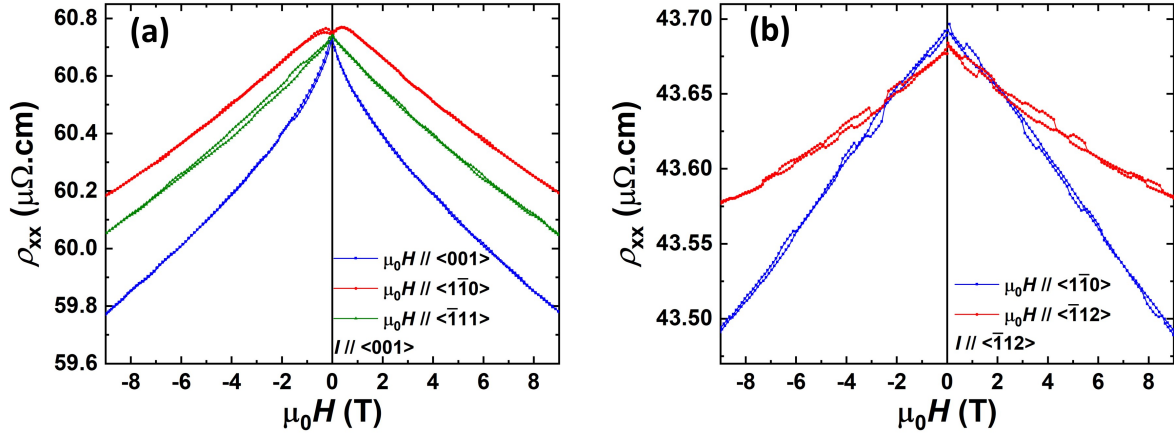 (a)
60.8
60.6
60.4
60.2
60.0
59.8
59.6
ρxx (μΩ.cm)
μ₀H // <001>
μ₀H // <11̄0>
μ₀H // <1̄11>
I // <001>
-8 -6 -4 -2 0 2 4 6 8
μ₀H (T)
(b)
43.70
43.65
43.60
43.55
43.50
ρxx (μΩ.cm)
μ₀H // <11̄0>
μ₀H // <1̄12>
I // <1̄12>
-8 -6 -4 -2 0 2 4 6 8
μ₀H (T)